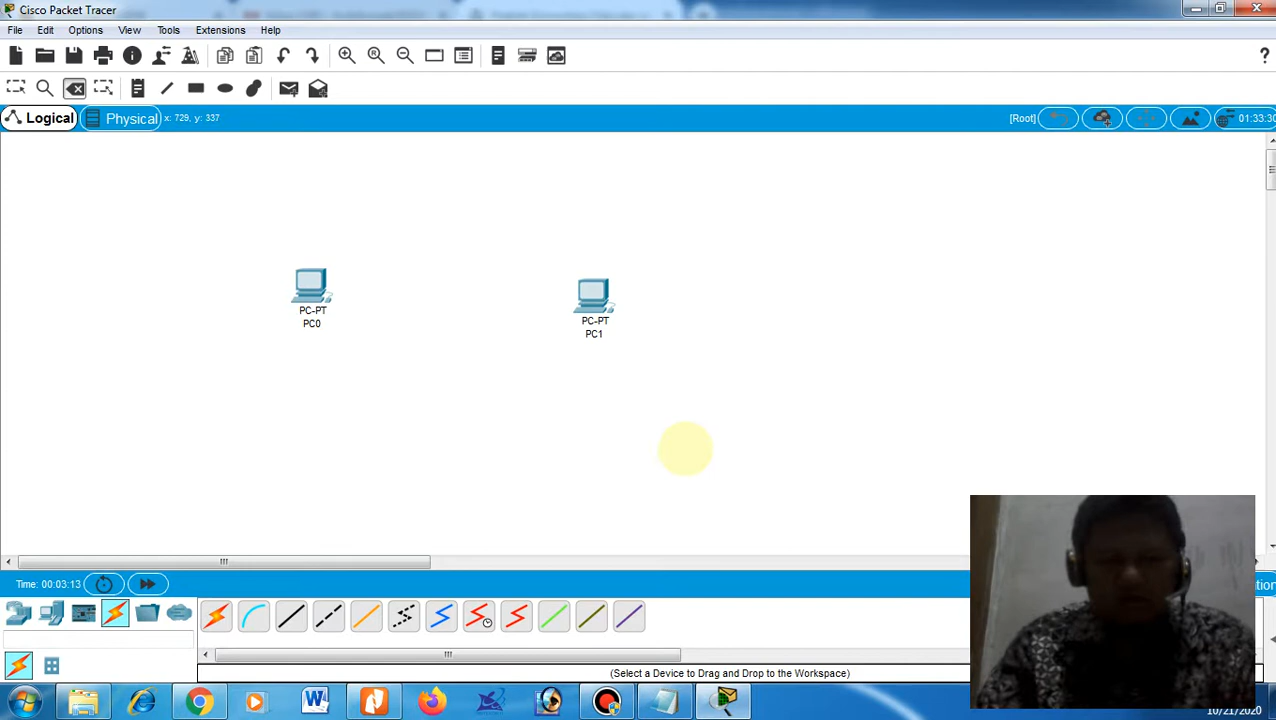 Cisco Packet Tracer
File Edit Options View Tools Extensions Help
?
Logical Physical x: 729, y: 337 [Root] 01:33:30
PC-PT
PC0
PC-PT
PC1
Time: 00:03:13
(Select a Device to Drag and Drop to the Workspace)
10/21/2020